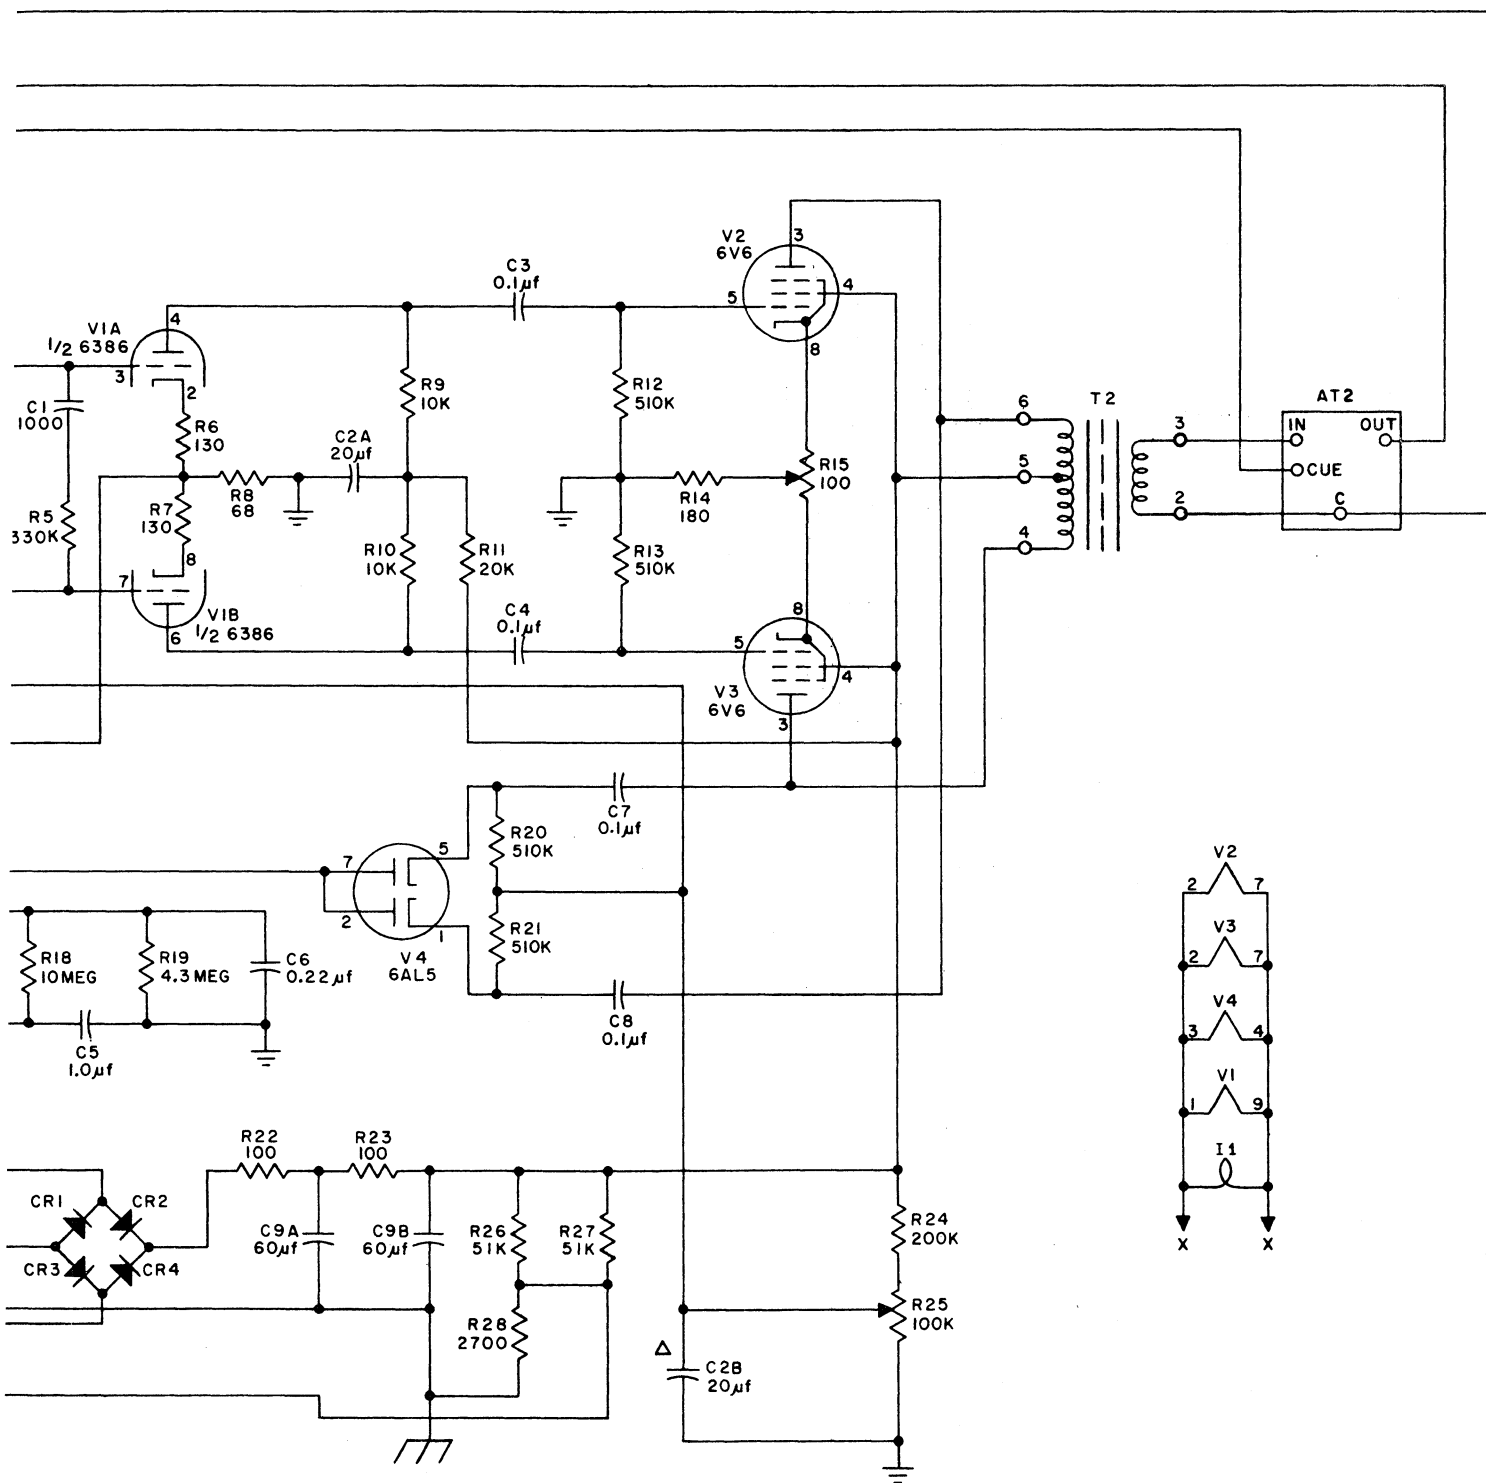 V2
6V6
3
4
5
8
C3
0.1µf
4
V1A
1/2 6386
3
2
C1
1000
R6
130
R9
10K
R12
510K
C2A
20µf
R8
68
R7
130
R5
330K
8
7
V1B
1/2 6386
6
R10
10K
R11
20K
R14
180
R15
100
R13
510K
C4
0.1µf
8
5
4
V3
6V6
3
6
T2
5
4
3
2
AT2
IN
OUT
CUE
C
C7
0.1µf
R20
510K
5
7
2
1
V4
6AL5
R21
510K
C8
0.1µf
R18
10MEG
R19
4.3MEG
C6
0.22µf
C5
1.0µf
V2
2 7
V3
2 7
V4
3 4
V1
1 9
I1
X X
R22
100
R23
100
CR1
CR2
CR3
CR4
C9A
60µf
C9B
60µf
R26
51K
R27
51K
R28
2700
R24
200K
R25
100K
Δ
C2B
20µf